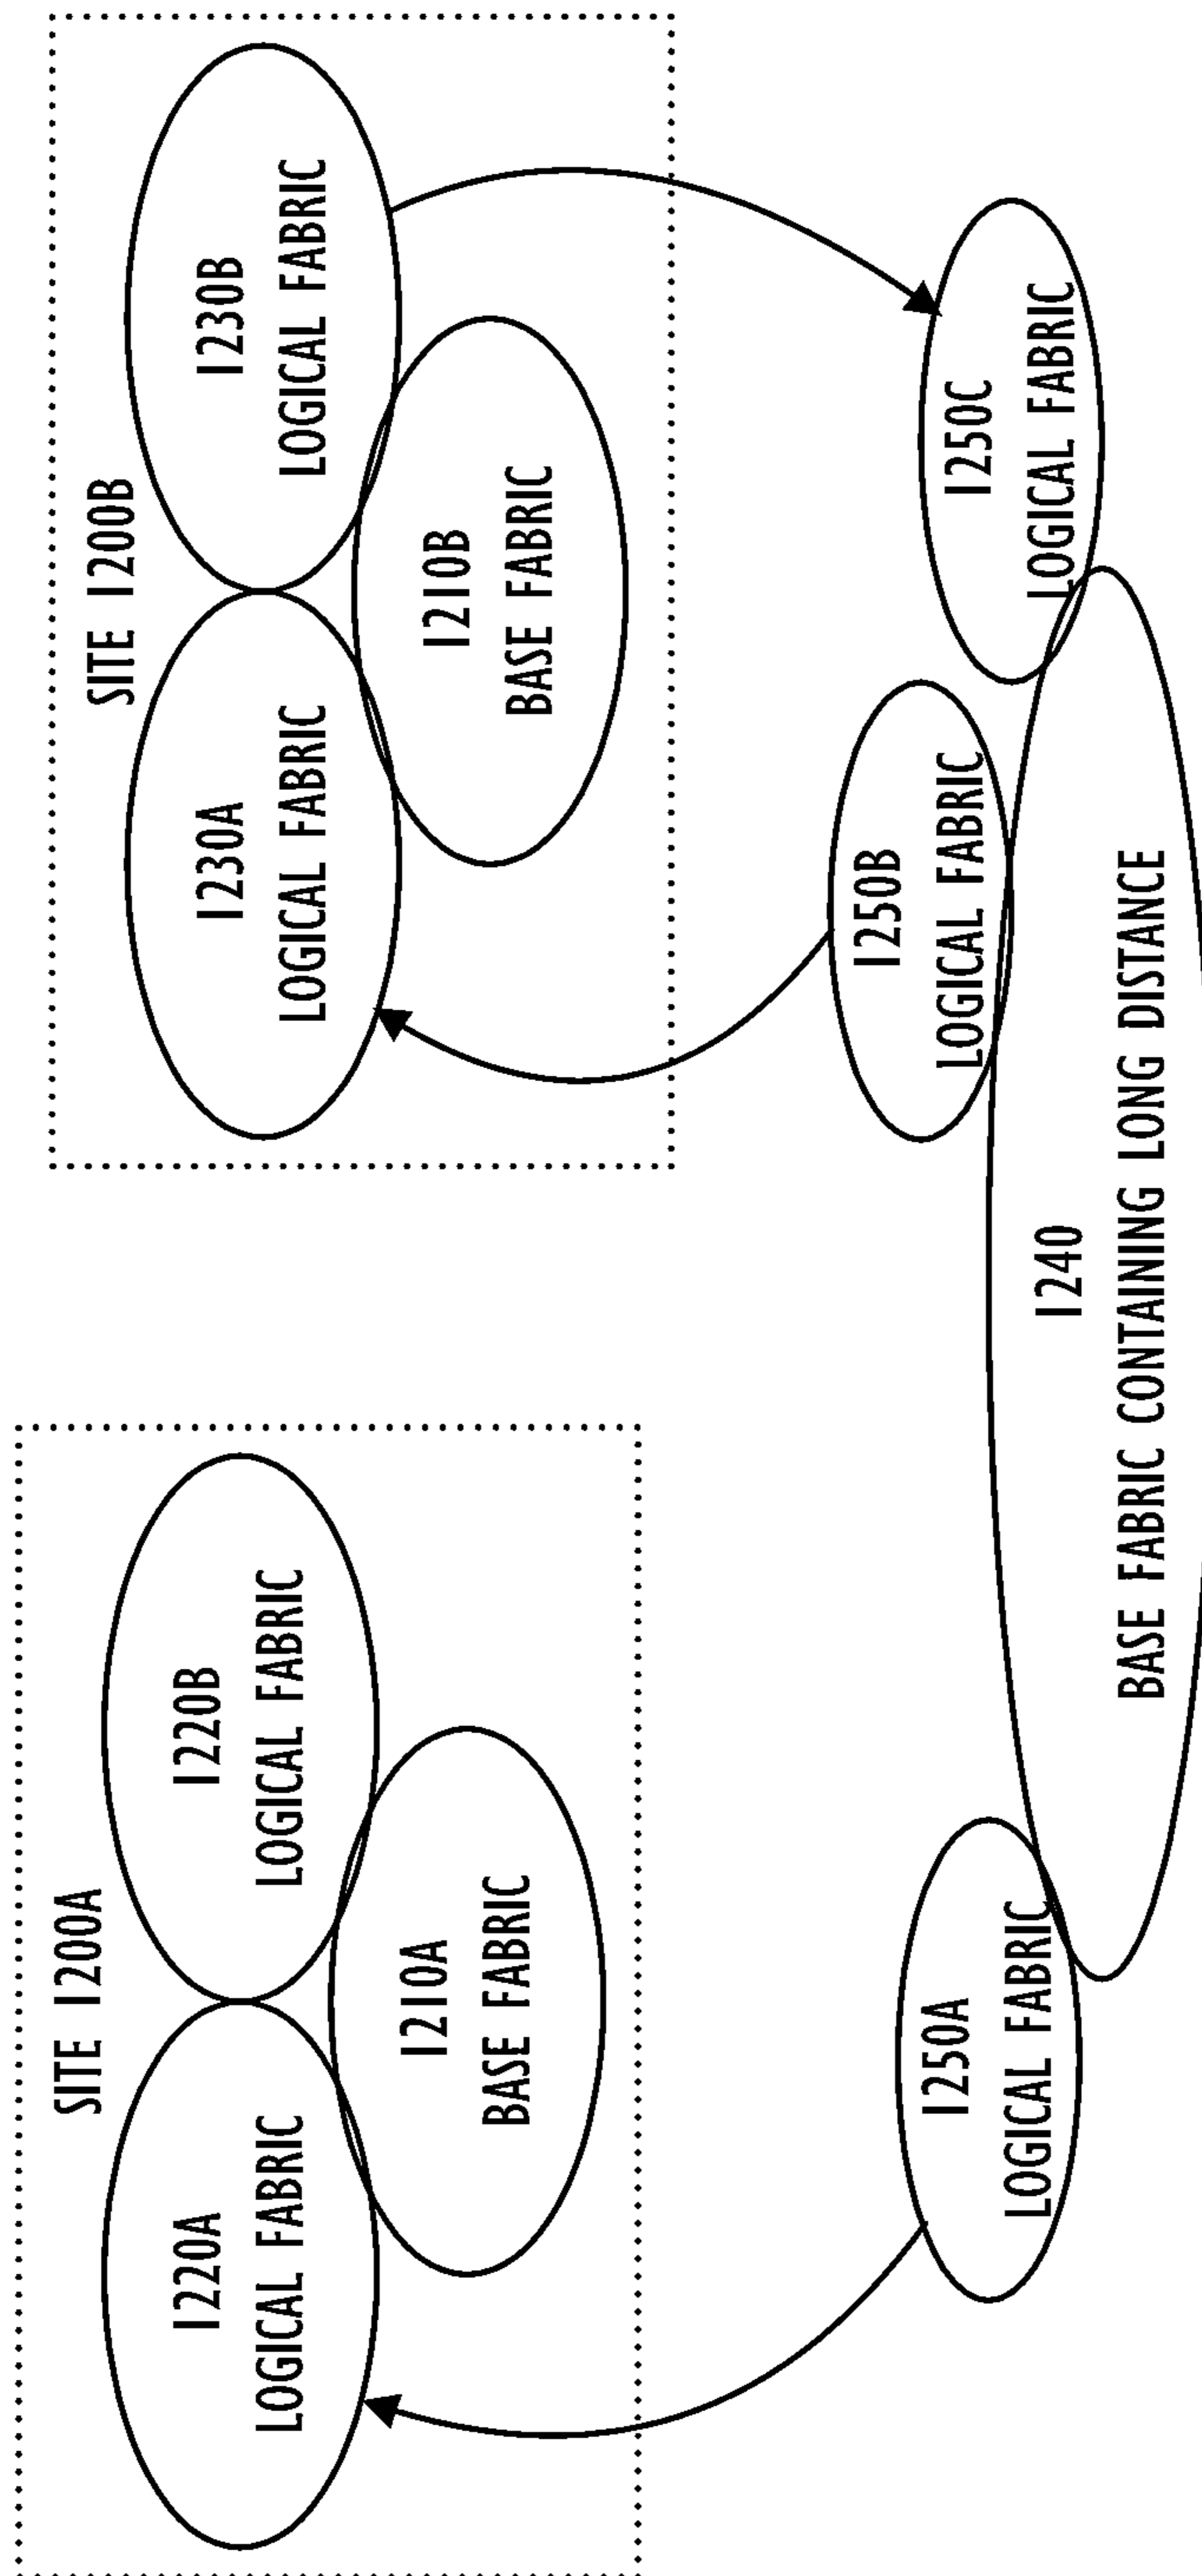 SITE 1200A
1220A
LOGICAL FABRIC
1220B
LOGICAL FABRIC
1210A
BASE FABRIC
SITE 1200B
1230A
LOGICAL FABRIC
1230B
LOGICAL FABRIC
1210B
BASE FABRIC
1250A
LOGICAL FABRIC
1250B
LOGICAL FABRIC
1250C
LOGICAL FABRIC
1240
BASE FABRIC CONTAINING LONG DISTANCE